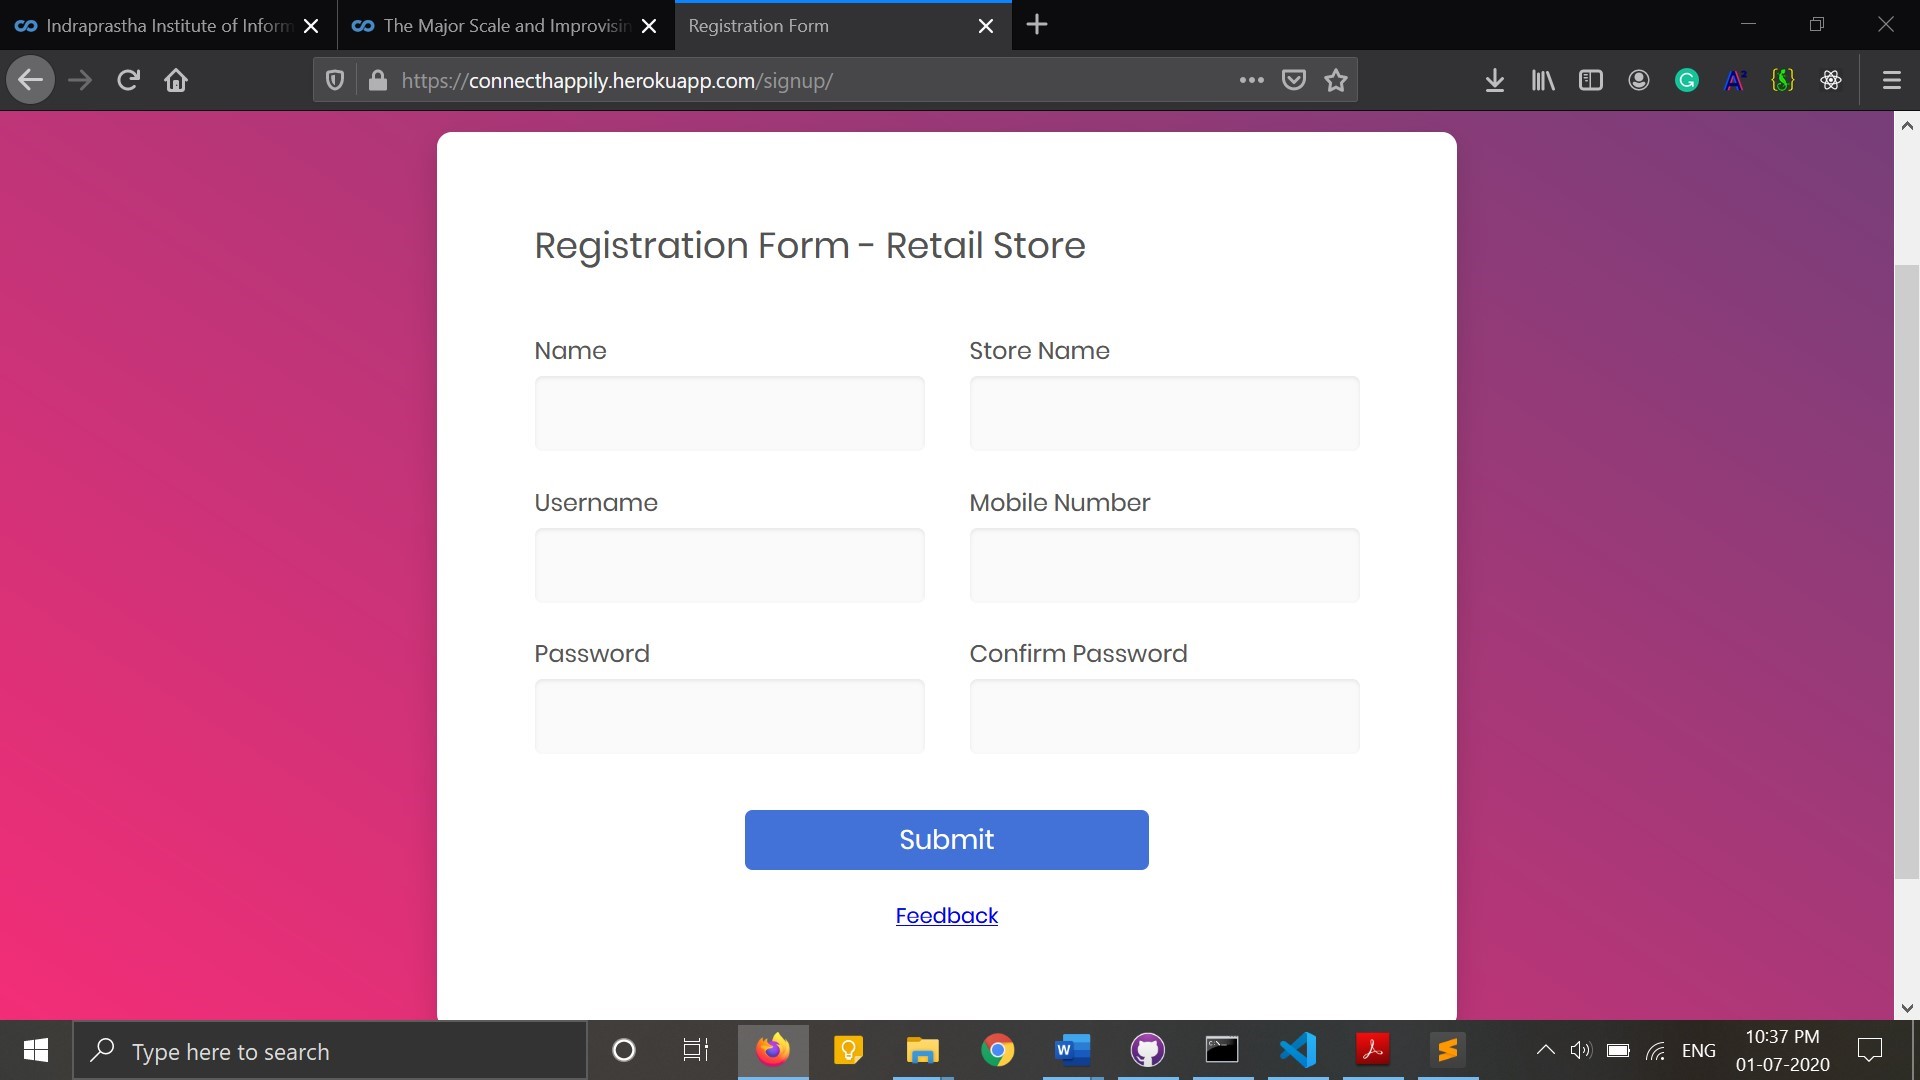 Indraprastha Institute of Inform
The Major Scale and Improvisin
Registration Form
https://connecthappily.herokuapp.com/signup/
Registration Form - Retail Store
Name
Store Name
Username
Mobile Number
Password
Confirm Password
Submit
Feedback
Type here to search
ENG
10:37 PM
01-07-2020